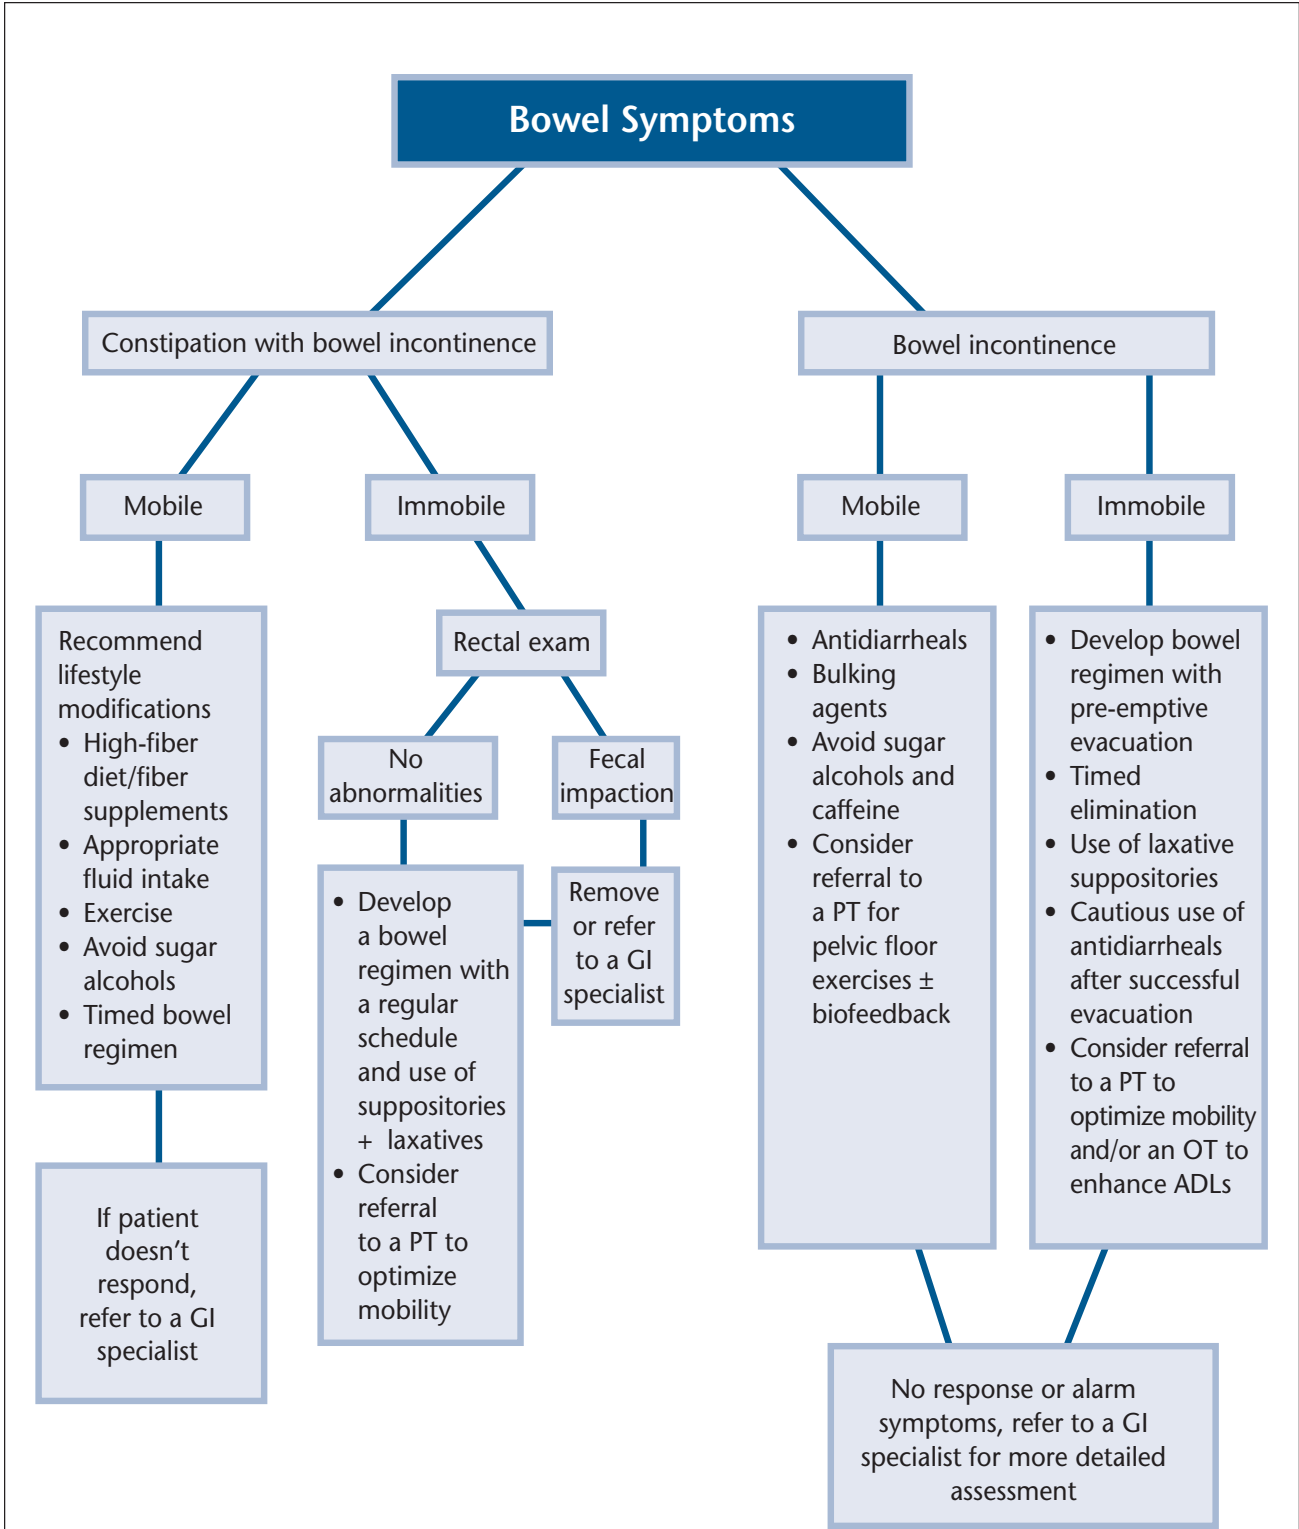 Bowel Symptoms
Constipation with bowel incontinence
Bowel incontinence
Mobile
Immobile
Mobile
Immobile
Recommend
lifestyle
modifications
• High-fiber
diet/fiber
supplements
• Appropriate
fluid intake
• Exercise
• Avoid sugar
alcohols
• Timed bowel
regimen
If patient
doesn't
respond,
refer to a GI
specialist
Rectal exam
No
abnormalities
Fecal
impaction
• Develop
a bowel
regimen with
a regular
schedule
and use of
suppositories
+ laxatives
• Consider
referral
to a PT to
optimize
mobility
Remove
or refer
to a GI
specialist
• Antidiarrheals
• Bulking
agents
• Avoid sugar
alcohols and
caffeine
• Consider
referral to
a PT for
pelvic floor
exercises ±
biofeedback
• Develop bowel
regimen with
pre-emptive
evacuation
• Timed
elimination
• Use of laxative
suppositories
• Cautious use of
antidiarrheals
after successful
evacuation
• Consider referral
to a PT to
optimize mobility
and/or an OT to
enhance ADLs
No response or alarm
symptoms, refer to a GI
specialist for more detailed
assessment